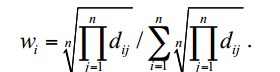 w_i = \sqrt[n]{\prod_{j=1}^{n} d_{ij}} / \sum_{i=1}^{n} \sqrt[n]{\prod_{j=1}^{n} d_{ij}} .